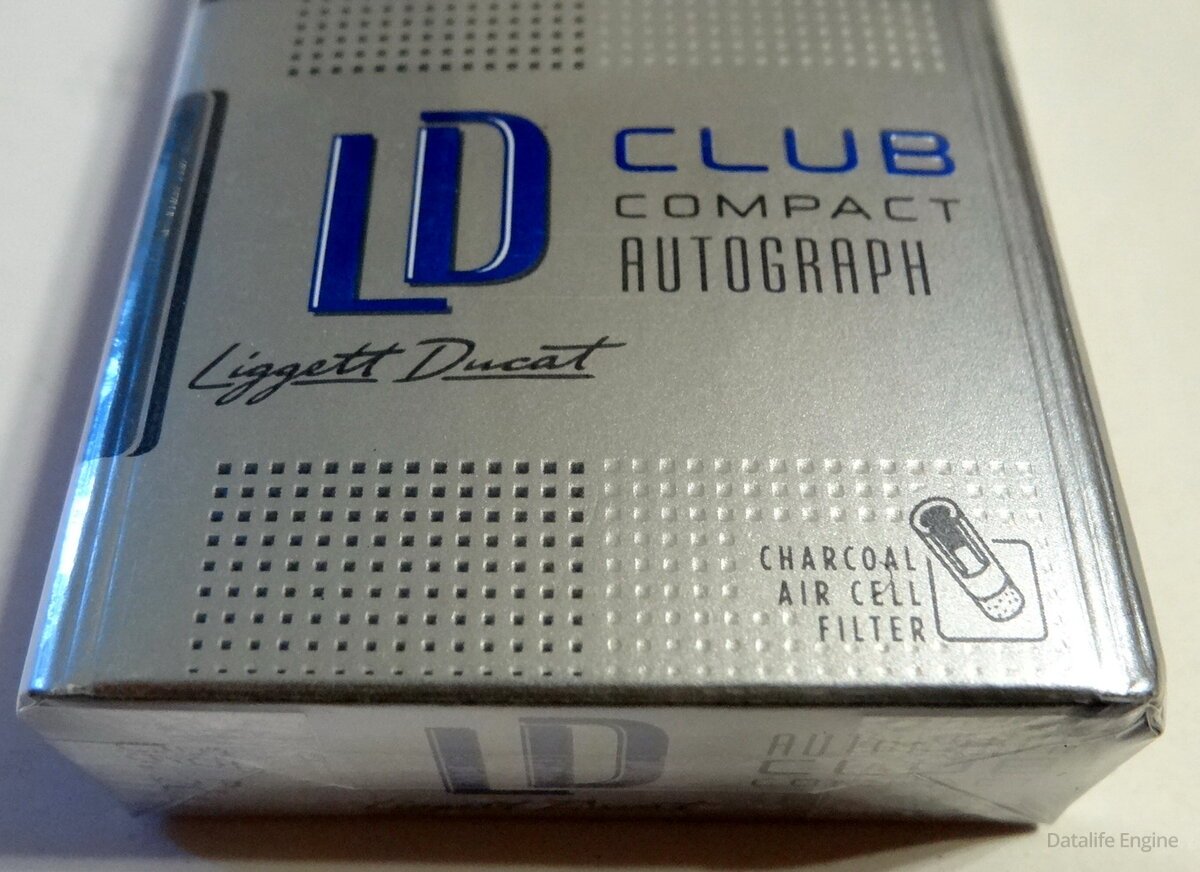 LD
CLUB
COMPACT
AUTOGRAPH
Liggett Ducat
CHARCOAL
AIR CELL
FILTER
LD
Datalife Engine